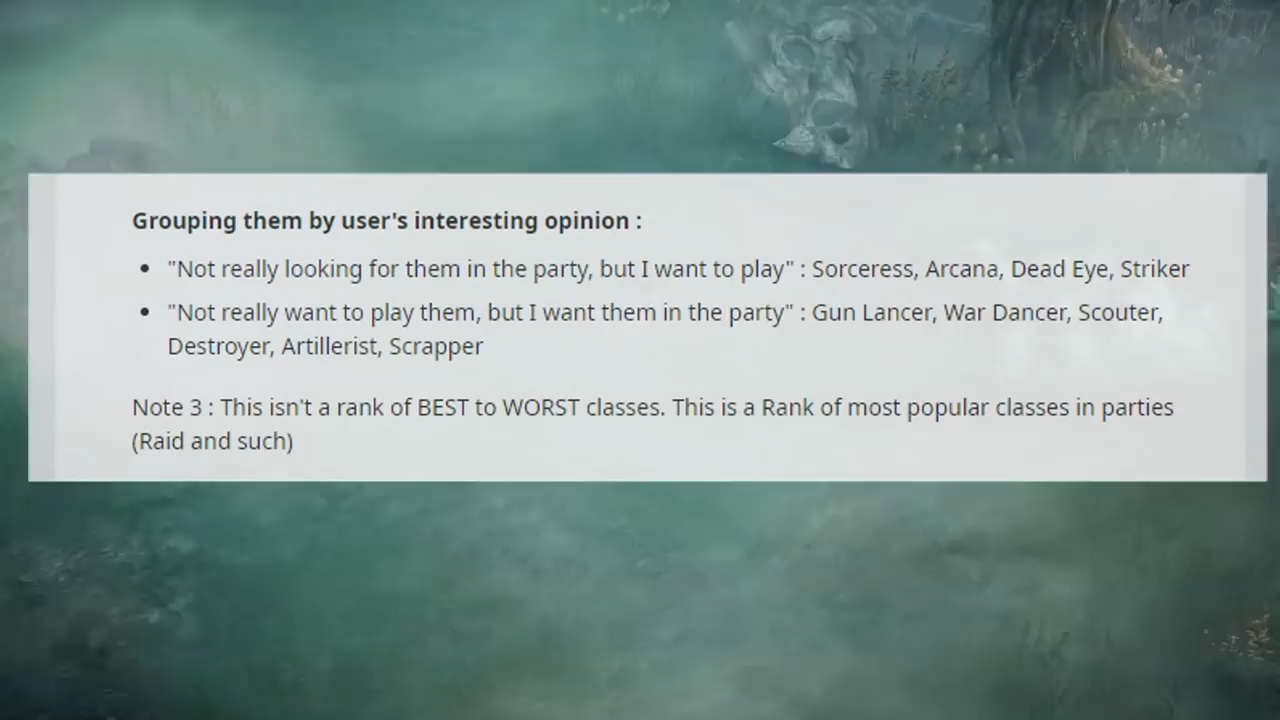 Grouping them by user's interesting opinion :
• "Not really looking for them in the party, but I want to play" : Sorceress, Arcana, Dead Eye, Striker
• "Not really want to play them, but I want them in the party" : Gun Lancer, War Dancer, Scouter,
Destroyer, Artillerist, Scrapper
Note 3 : This isn't a rank of BEST to WORST classes. This is a Rank of most popular classes in parties
(Raid and such)